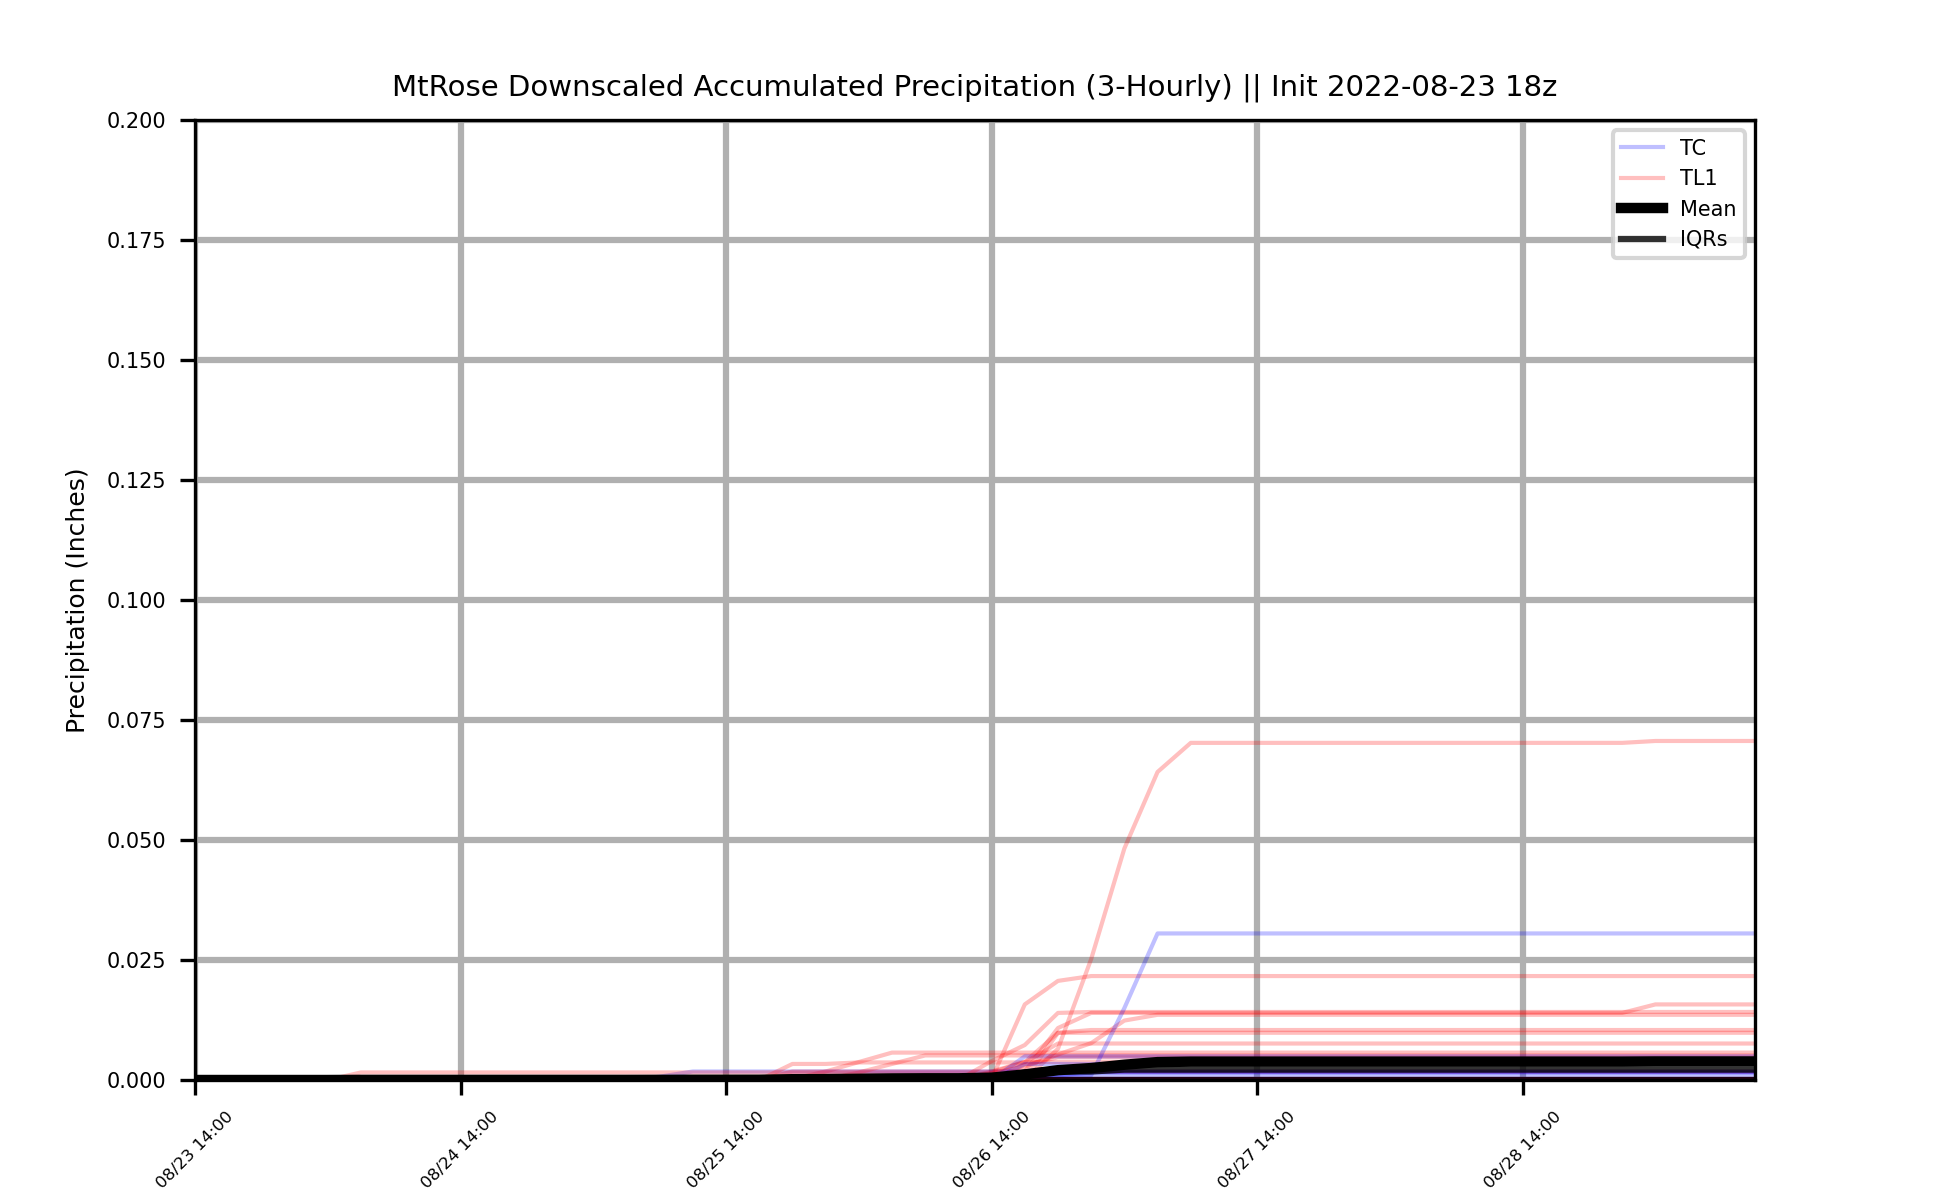 MtRose Downscaled Accumulated Precipitation (3-Hourly) || Init 2022-08-23 18z
Precipitation (Inches)
0.200
0.175
0.150
0.125
0.100
0.075
0.050
0.025
0.000
TC
TL1
Mean
IQRs
08/23 14:00
08/24 14:00
08/25 14:00
08/26 14:00
08/27 14:00
08/28 14:00